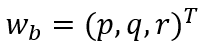 w_b = (p, q, r)^T